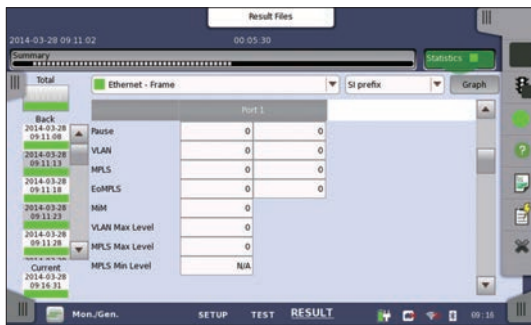 Result Files
2014-03-28 09:11:02 00:05:30
Summary
Statistics
Total
Ethernet - Frame
SI prefix
Graph
Port 1
Back
2014-03-28
09:11:08
2014-03-28
09:11:13
2014-03-28
09:11:18
2014-03-28
09:11:23
2014-03-28
09:11:28
Current
2014-03-28
09:16:31
Pause 0 0
VLAN 0 0
MPLS 0 0
EoMPLS 0 0
MiM 0
VLAN Max Level 0
MPLS Max Level 0
MPLS Min Level N/A
Mon./Gen. SETUP TEST RESULT 09:16